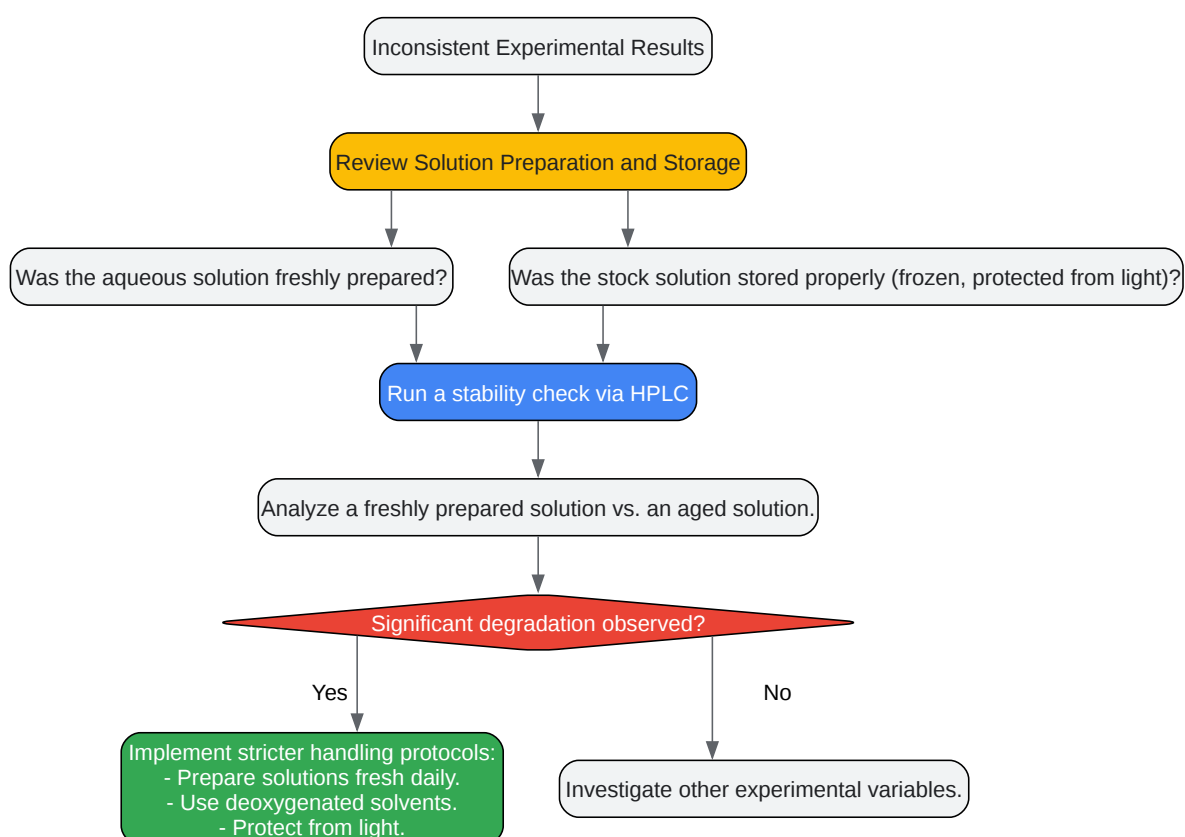 Inconsistent Experimental Results
Review Solution Preparation and Storage
Was the aqueous solution freshly prepared?
Was the stock solution stored properly (frozen, protected from light)?
Run a stability check via HPLC
Analyze a freshly prepared solution vs. an aged solution.
Significant degradation observed?
Yes
No
Implement stricter handling protocols:
- Prepare solutions fresh daily.
- Use deoxygenated solvents.
- Protect from light.
Investigate other experimental variables.